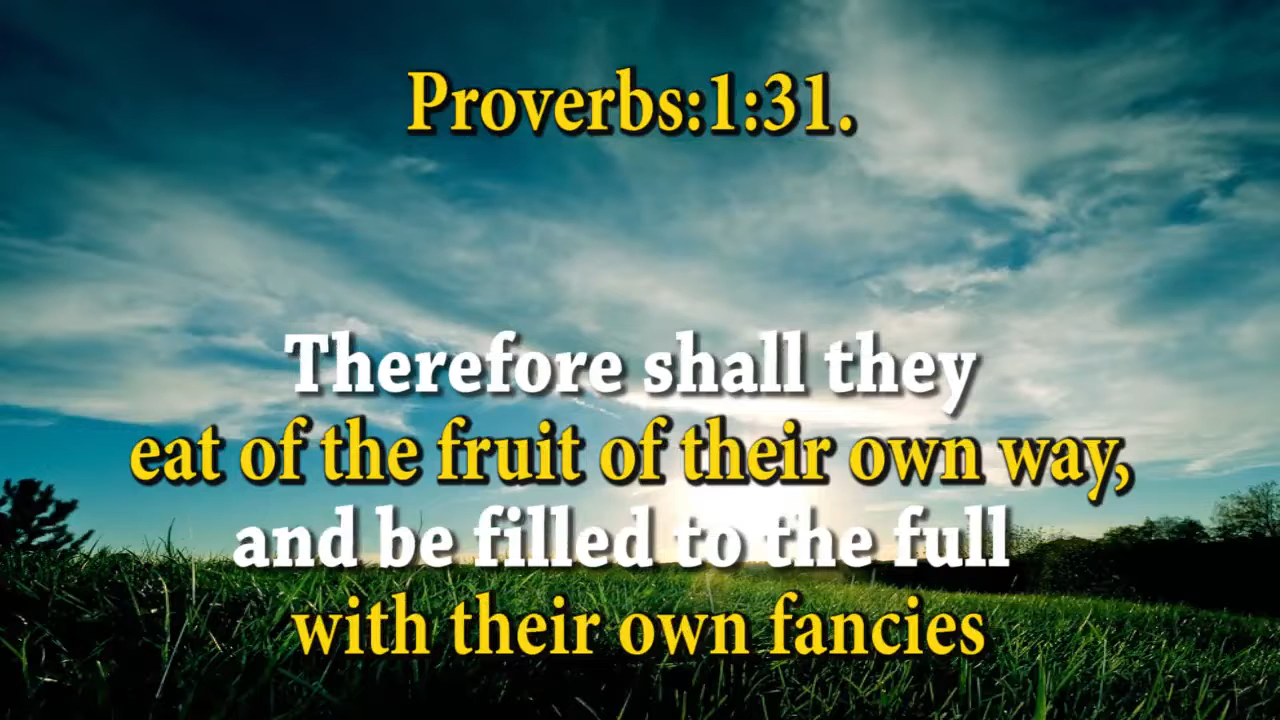 Proverbs:1:31.
Therefore shall they
eat of the fruit of their own way,
and be filled to the full
with their own fancies